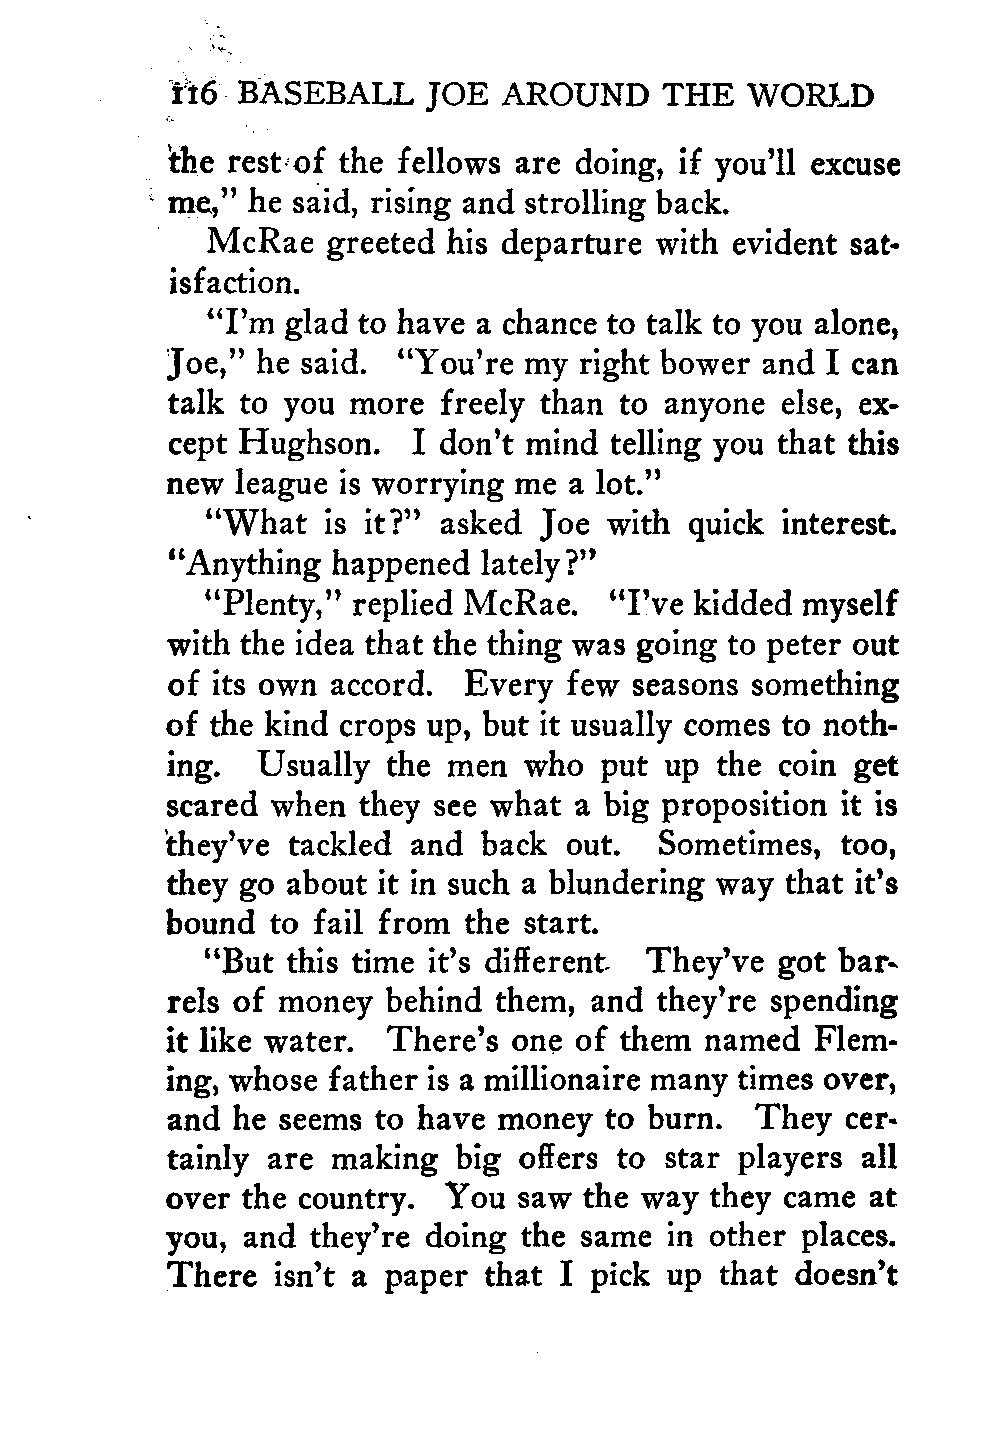 116 BASEBALL JOE AROUND THE WORLD
the rest of the fellows are doing, if you'll excuse
me," he said, rising and strolling back.
McRae greeted his departure with evident sat-
isfaction.
"I'm glad to have a chance to talk to you alone,
Joe," he said. "You're my right bower and I can
talk to you more freely than to anyone else, ex-
cept Hughson. I don't mind telling you that this
new league is worrying me a lot."
"What is it?" asked Joe with quick interest.
"Anything happened lately?"
"Plenty," replied McRae. "I've kidded myself
with the idea that the thing was going to peter out
of its own accord. Every few seasons something
of the kind crops up, but it usually comes to noth-
ing. Usually the men who put up the coin get
scared when they see what a big proposition it is
they've tackled and back out. Sometimes, too,
they go about it in such a blundering way that it's
bound to fail from the start.
"But this time it's different. They've got bar-
rels of money behind them, and they're spending
it like water. There's one of them named Flem-
ing, whose father is a millionaire many times over,
and he seems to have money to burn. They cer-
tainly are making big offers to star players all
over the country. You saw the way they came at
you, and they're doing the same in other places.
There isn't a paper that I pick up that doesn't